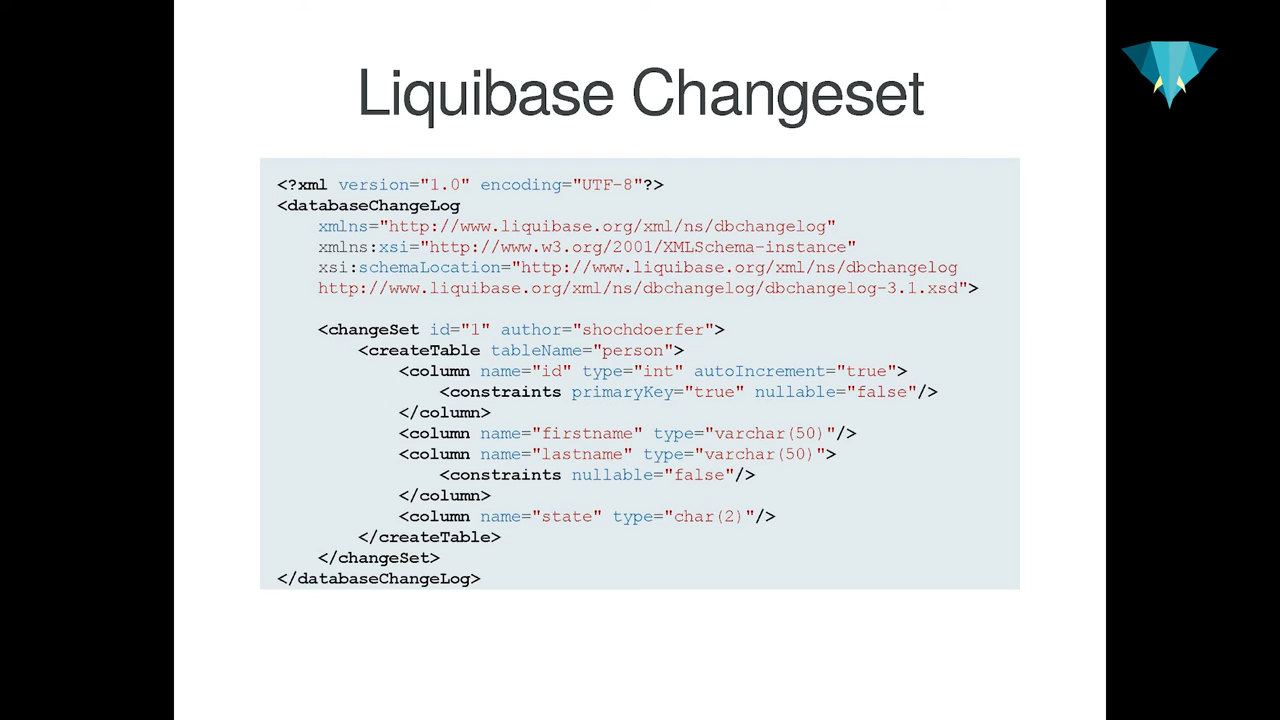 Liquibase Changeset
<?xml version="1.0" encoding="UTF-8"?>
<databaseChangeLog
xmlns="http://www.liquibase.org/xml/ns/dbchangelog"
xmlns:xsi="http://www.w3.org/2001/XMLSchema-instance"
xsi:schemaLocation="http://www.liquibase.org/xml/ns/dbchangelog
http://www.liquibase.org/xml/ns/dbchangelog/dbchangelog-3.1.xsd">
<changeSet id="1" author="shochdoerfer">
<createTable tableName="person">
<column name="id" type="int" autoIncrement="true">
<constraints primaryKey="true" nullable="false"/>
</column>
<column name="firstname" type="varchar(50)"/>
<column name="lastname" type="varchar(50)">
<constraints nullable="false"/>
</column>
<column name="state" type="char(2)"/>
</createTable>
</changeSet>
</databaseChangeLog>